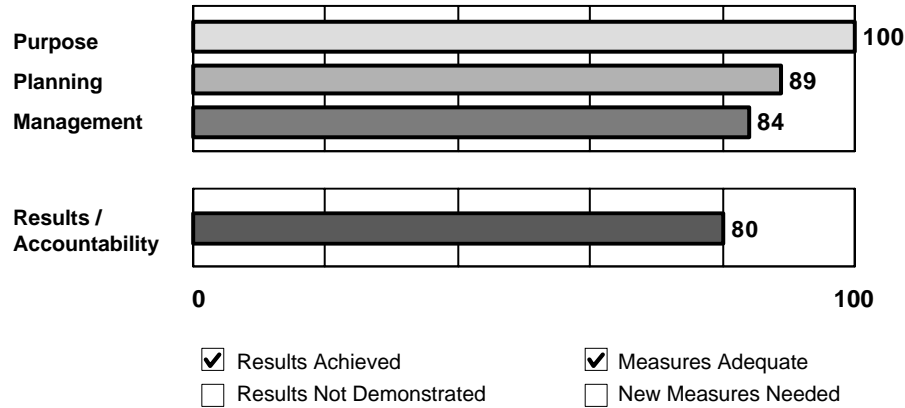 Purpose 100
Planning 89
Management 84
Results /
Accountability 80
0 100
Results Achieved Measures Adequate
Results Not Demonstrated New Measures Needed